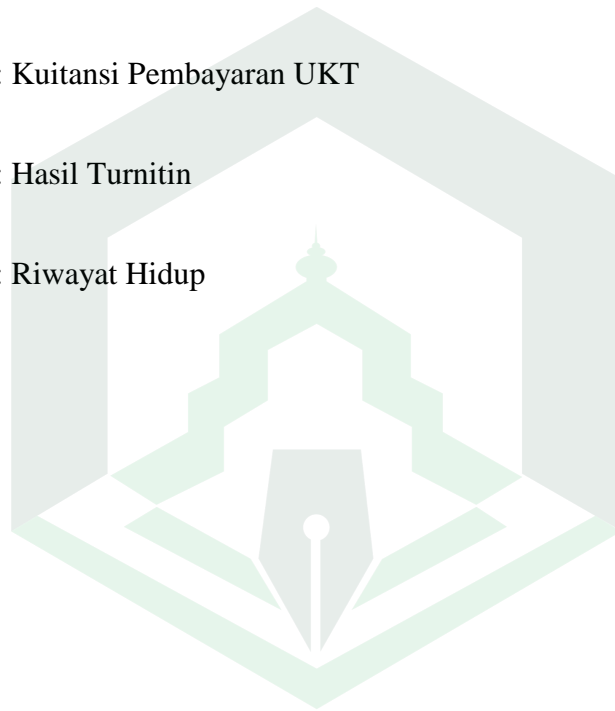 : Kuitansi Pembayaran UKT
: Hasil Turnitin
: Riwayat Hidup